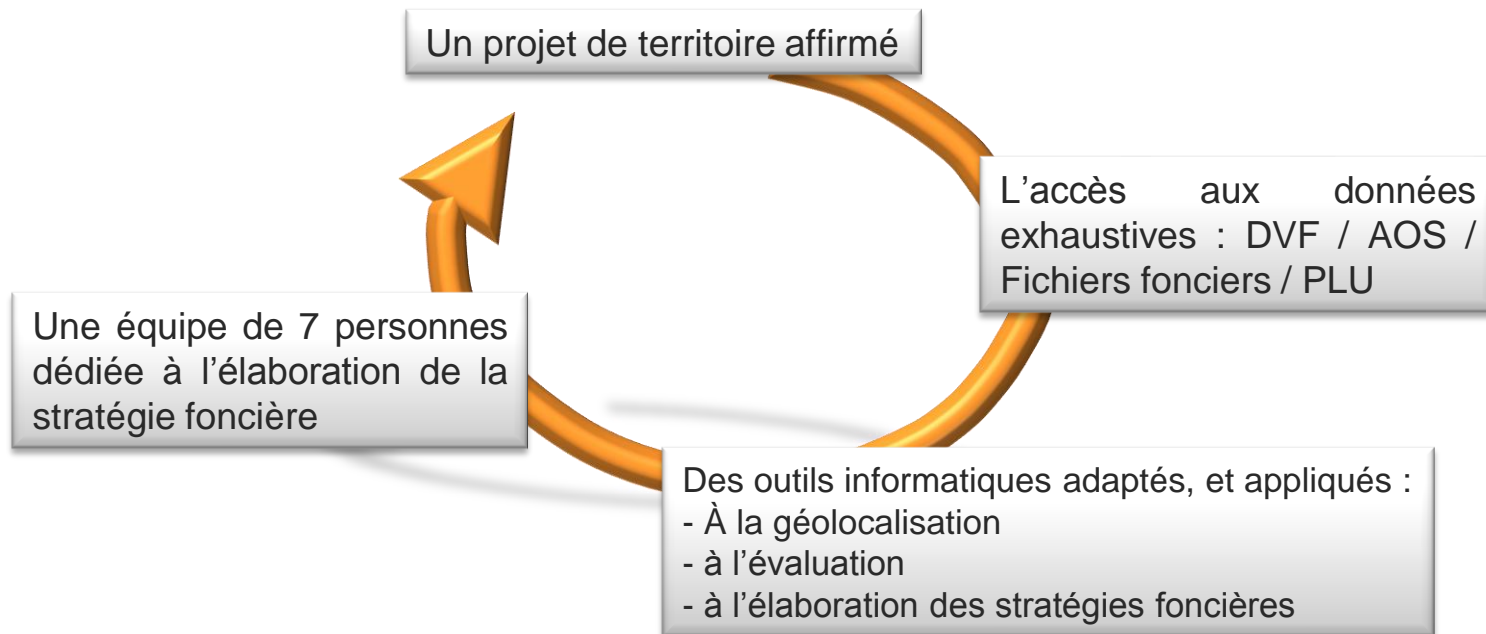 Un projet de territoire affirmé
L’accès aux données
exhaustives : DVF / AOS /
Fichiers fonciers / PLU
Des outils informatiques adaptés, et appliqués :
- À la géolocalisation
- à l’évaluation
- à l’élaboration des stratégies foncières
Une équipe de 7 personnes
dédiée à l’élaboration de la
stratégie foncière